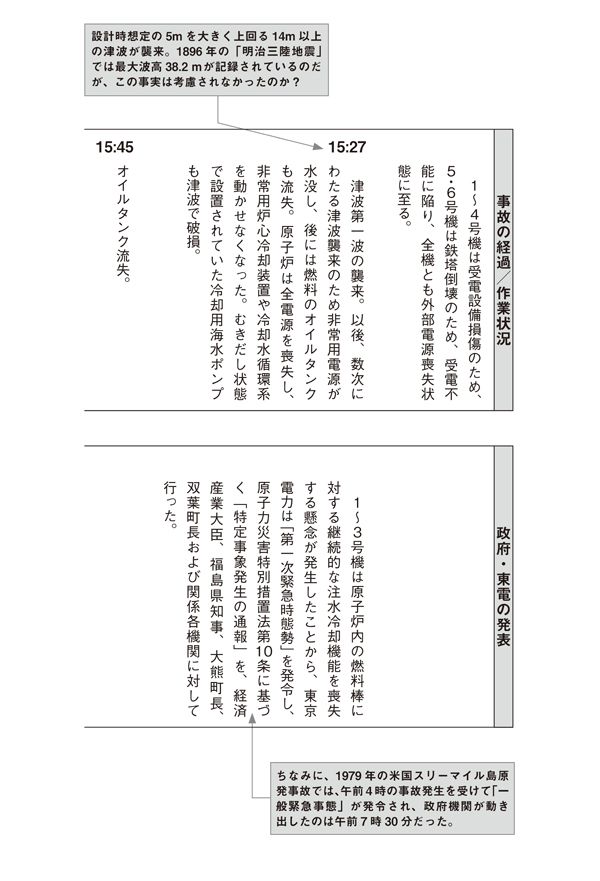 設計時想定の5mを大きく上回る14m以上
の津波が襲来。1896年の「明治三陸地震」
では最大波高38.2mが記録されているのだ
が、この事実は考慮されなかったのか？
事故の経過／作業状況
1〜4号機は受電設備損傷のため、
5・6号機は鉄塔倒壊のため、受電不
能に陥り、全機とも外部電源喪失状
態に至る。
15:27
津波第一波の襲来。以後、数次に
わたる津波襲来のため非常用電源が
水没し、後には燃料のオイルタンク
も流失。原子炉は全電源を喪失し、
非常用炉心冷却装置や冷却水循環系
を動かせなくなった。むきだし状態
で設置されていた冷却用海水ポンプ
も津波で破損。
15:45
オイルタンク流失。
政府・東電の発表
1〜3号機は原子炉内の燃料棒に
対する継続的な注水冷却機能を喪失
する懸念が発生したことから、東京
電力は「第一次緊急時態勢」を発令し、
原子力災害特別措置法第10条に基づ
く「特定事象発生の通報」を、経済
産業大臣、福島県知事、大熊町長、
双葉町長および関係各機関に対して
行った。
ちなみに、1979年の米国スリーマイル島原
発事故では、午前4時の事故発生を受けて「一
般緊急事態」が発令され、政府機関が動き
出したのは午前7時30分だった。